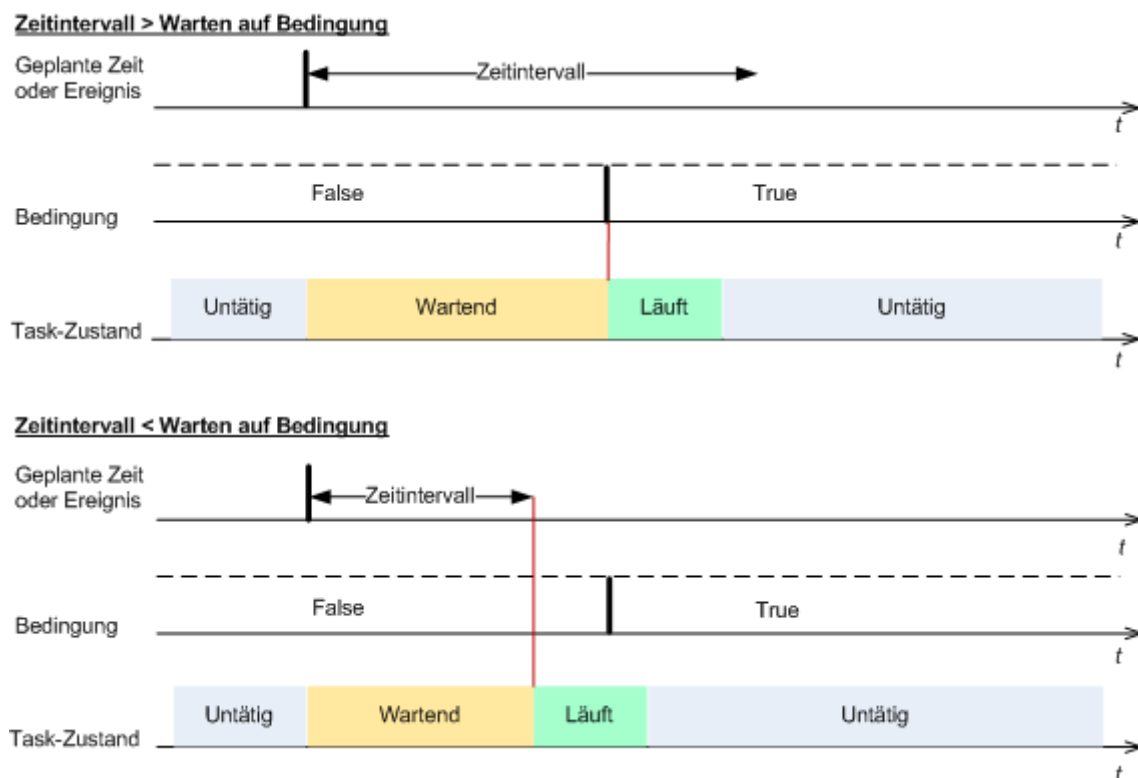 Zeitintervall > Warten auf Bedingung
Geplante Zeit
oder Ereignis
Zeitintervall
t
False
True
Bedingung
t
Untätig
Wartend
Läuft
Untätig
Task-Zustand
t
Zeitintervall < Warten auf Bedingung
Geplante Zeit
oder Ereignis
Zeitintervall
t
False
True
Bedingung
t
Untätig
Wartend
Läuft
Untätig
Task-Zustand
t